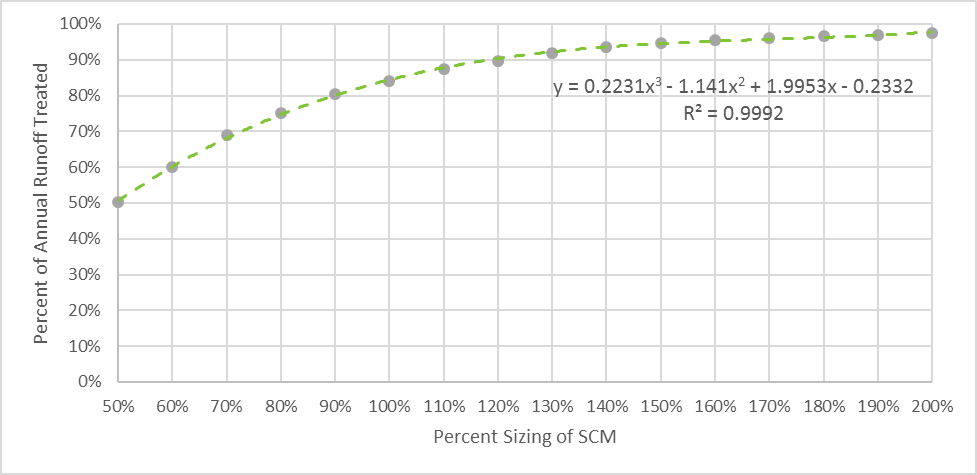 100%
90%
80%
70%
60%
50%
40%
30%
20%
10%
0%
Percent of Annual Runoff Treated
y = 0.2231x³ - 1.141x² + 1.9953x - 0.2332
R² = 0.9992
50% 60% 70% 80% 90% 100% 110% 120% 130% 140% 150% 160% 170% 180% 190% 200%
Percent Sizing of SCM